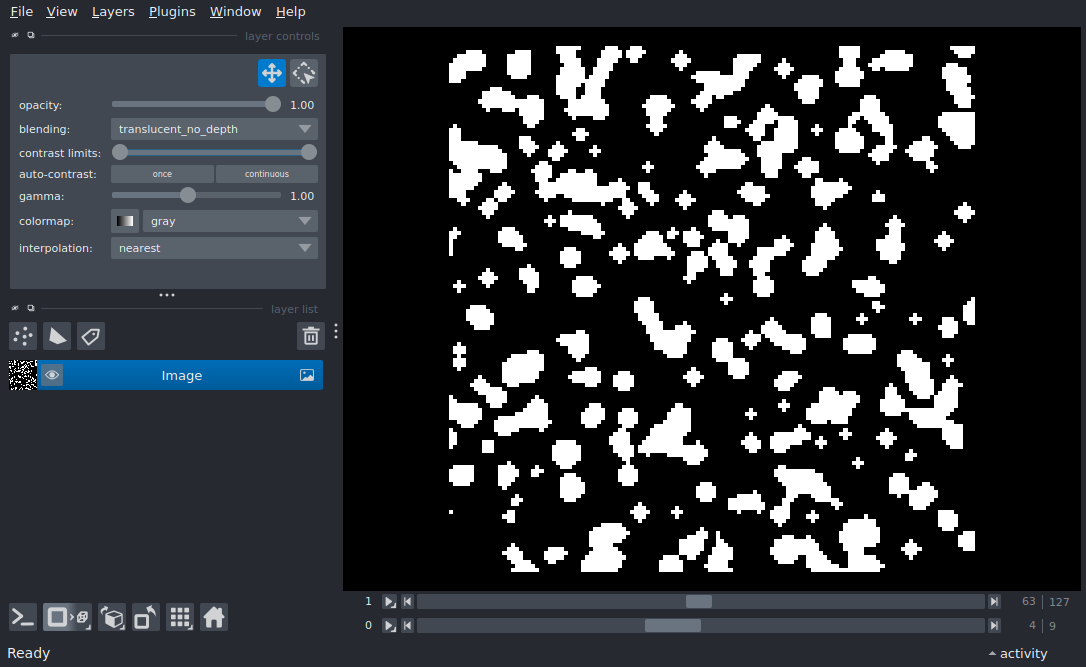 File View Layers Plugins Window Help
layer controls
opacity: 1.00
blending: translucent_no_depth
contrast limits:
auto-contrast: once continuous
gamma: 1.00
colormap: gray
interpolation: nearest
layer list
Image
1 63 | 127
0 4 | 9
Ready activity